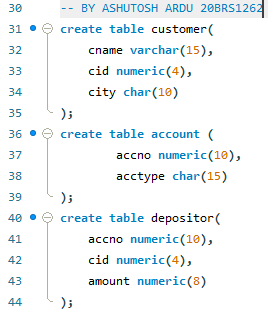 30 -- BY ASHUTOSH ARDU 20BRS1262
31 create table customer(
32 cname varchar(15),
33 cid numeric(4),
34 city char(10)
35 );
36 create table account (
37 accno numeric(10),
38 acctype char(15)
39 );
40 create table depositor(
41 accno numeric(10),
42 cid numeric(4),
43 amount numeric(8)
44 );